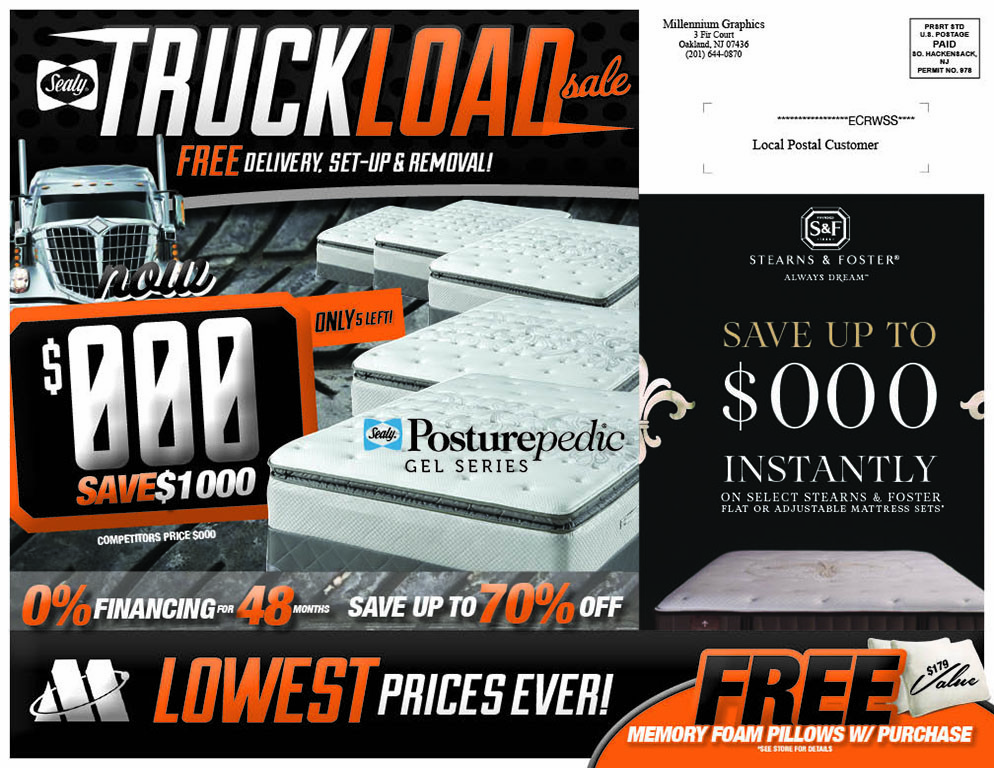 Sealy
TRUCKLOAD sale
FREE DELIVERY, SET-UP & REMOVAL!
now
$000
ONLY 5 LEFT!
SAVE $1000
COMPETITORS PRICE $000
Sealy Posturepedic
GEL SERIES
0% FINANCING FOR 48 MONTHS SAVE UP TO 70% OFF
LOWEST PRICES EVER!
Millennium Graphics
3 Fir Court
Oakland, NJ 07436
(201) 644-0870
PRSRT STD
U.S. POSTAGE
PAID
SO. HACKENSACK,
NJ
PERMIT NO. 978
*****************ECRWSS****
Local Postal Customer
S&F
STEARNS & FOSTER®
ALWAYS DREAM™
SAVE UP TO
$000
INSTANTLY
ON SELECT STEARNS & FOSTER
FLAT OR ADJUSTABLE MATTRESS SETS*
FREE
$179
Value
MEMORY FOAM PILLOWS W/ PURCHASE
*SEE STORE FOR DETAILS